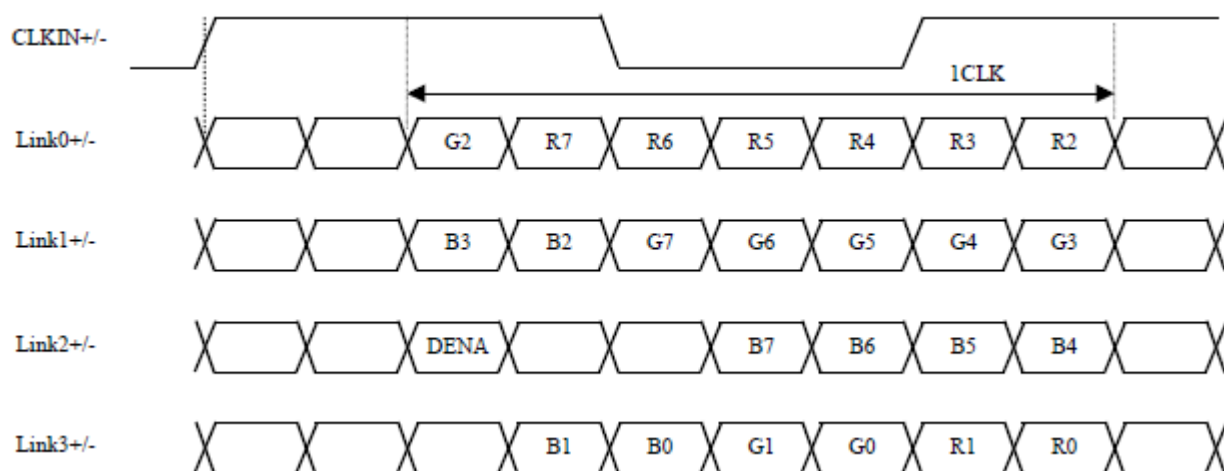 CLKIN+/-
1CLK
Link0+/- G2 R7 R6 R5 R4 R3 R2
Link1+/- B3 B2 G7 G6 G5 G4 G3
Link2+/- DENA B7 B6 B5 B4
Link3+/- B1 B0 G1 G0 R1 R0